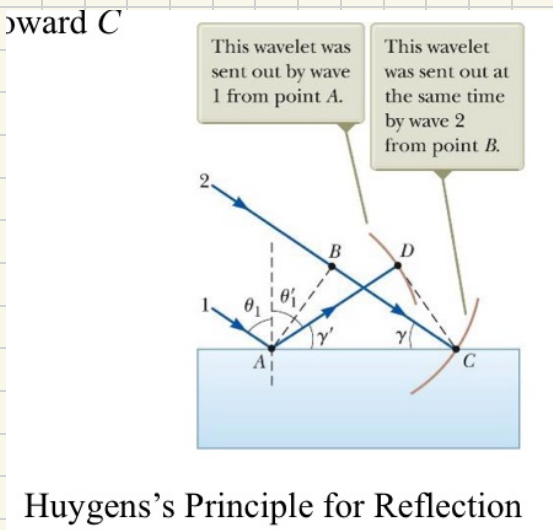 oward C
This wavelet was
sent out by wave
1 from point A.
This wavelet
was sent out at
the same time
by wave 2
from point B.
2
B
D
1
θ₁
θ′₁
γ′
γ
A
C
Huygens’s Principle for Reflection